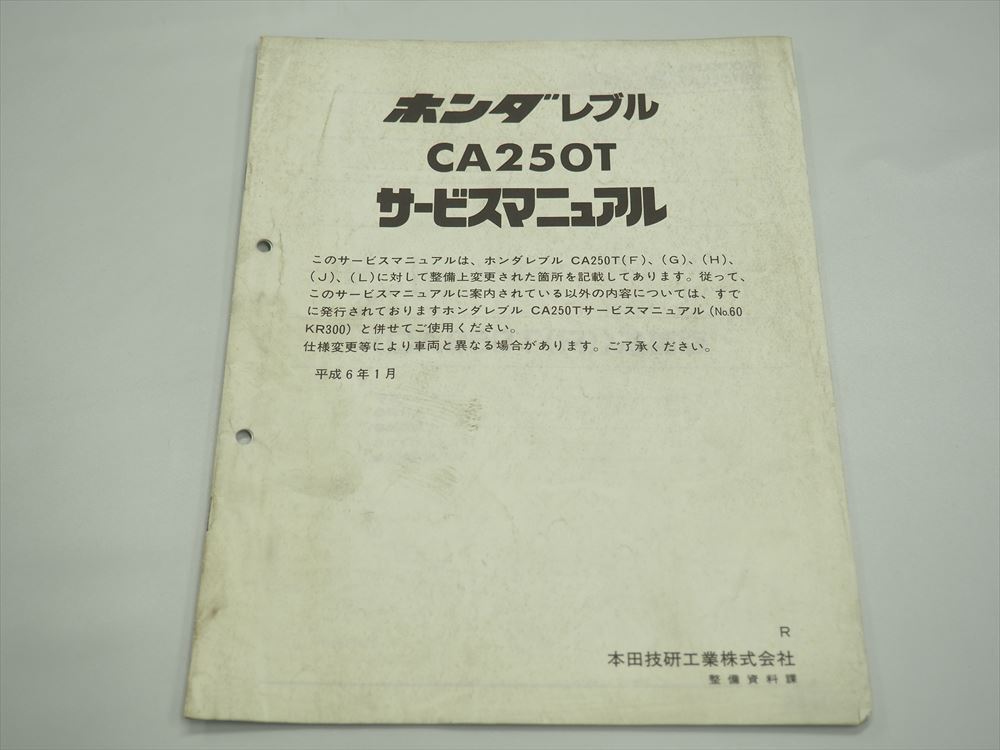 ホンダレブル
CA250T
サービスマニュアル
このサービスマニュアルは、ホンダレブル CA250T(F)、(G)、(H)、
(J)、(L)に対して整備上変更された箇所を記載してあります。従って、
このサービスマニュアルに案内されている以外の内容については、すで
に発行されておりますホンダレブル CA250Tサービスマニュアル(No.60
KR300)と併せてご使用ください。
仕様変更等により車両と異なる場合があります。ご了承ください。
平成6年1月
R
本田技研工業株式会社
整備資料課